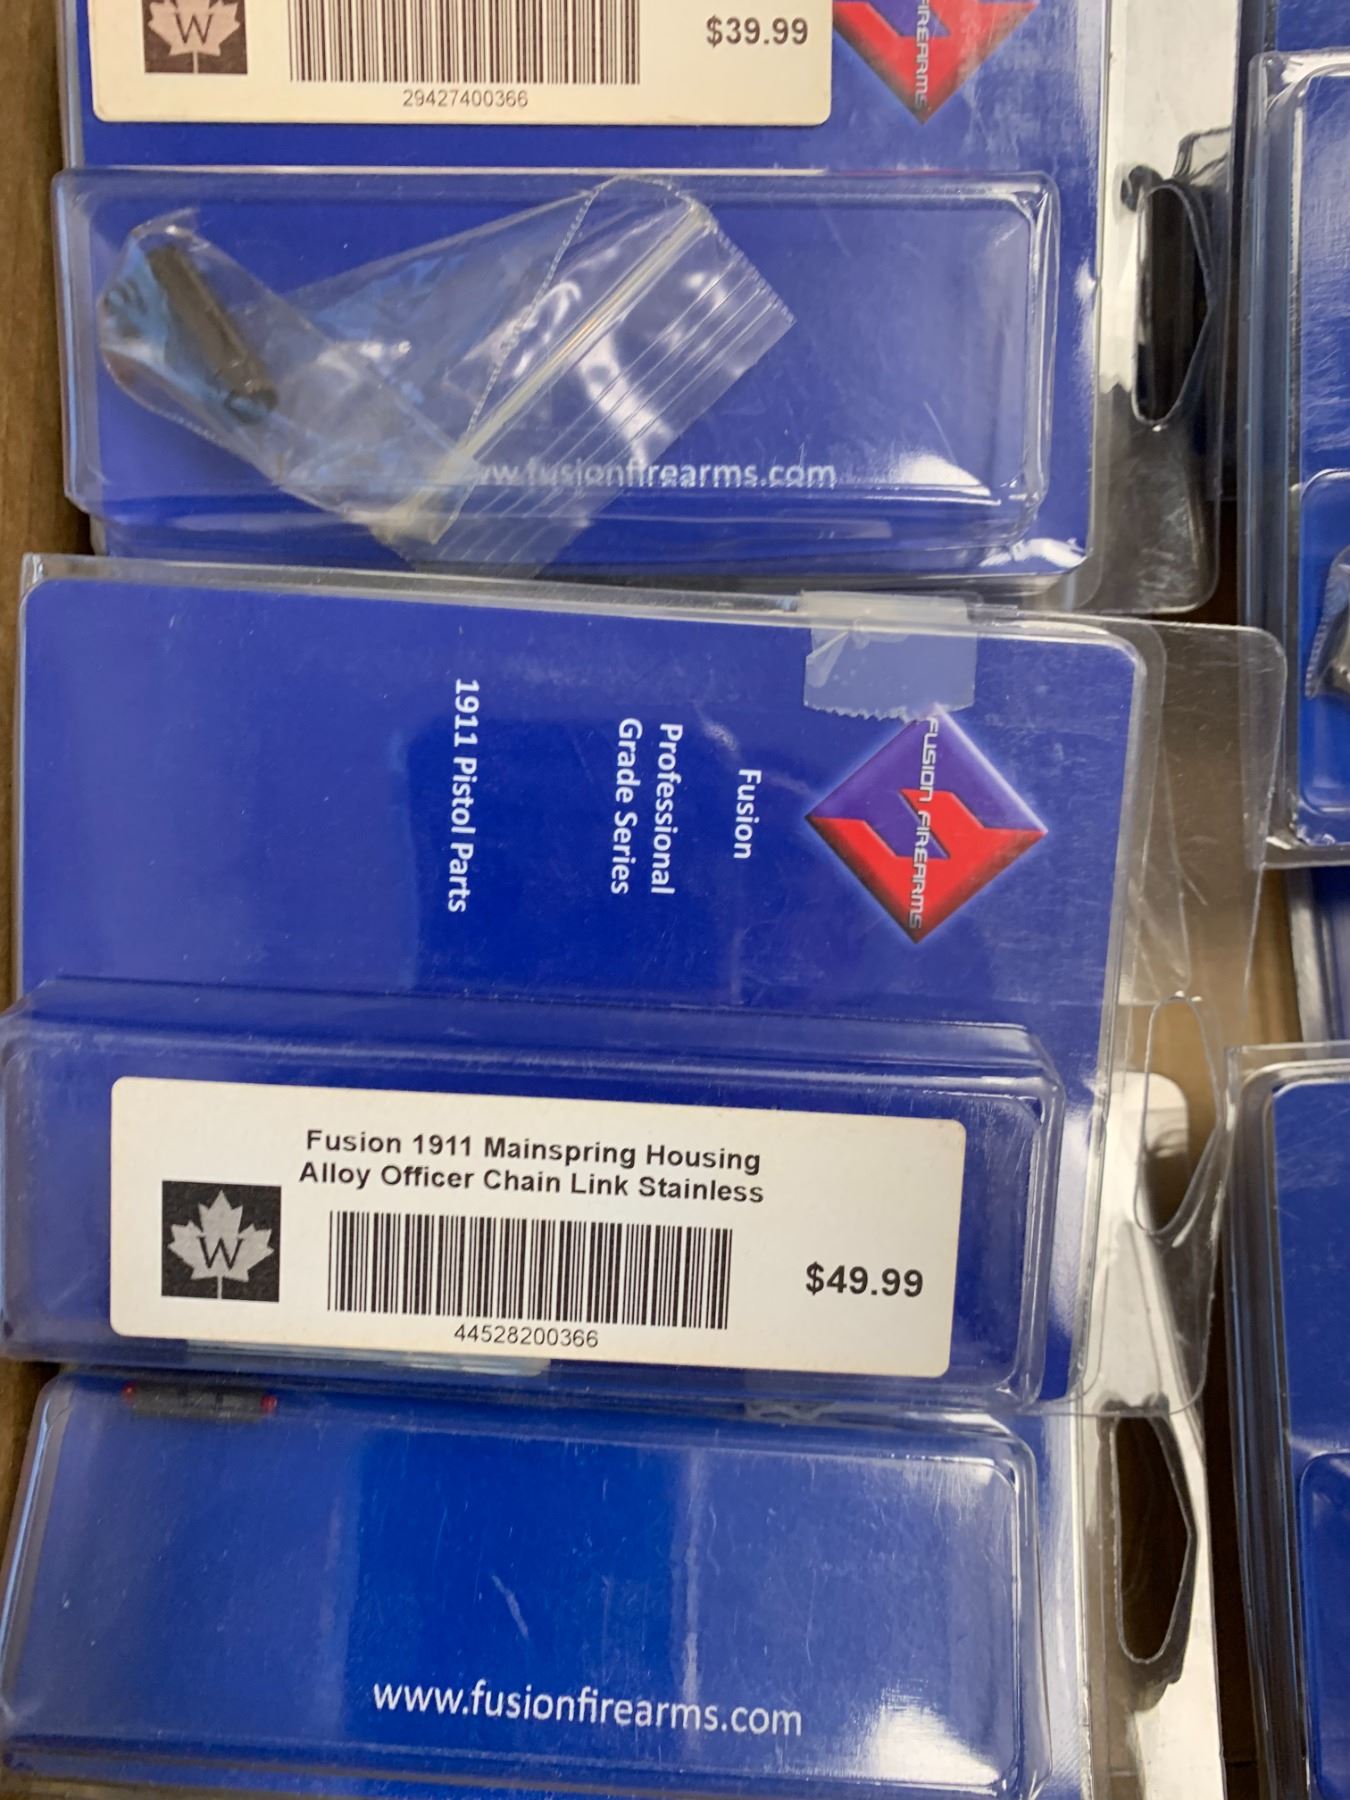 W
$39.99
29427400366
FIREARMS
www.fusionfirearms.com
FUSION FIREARMS
Fusion
Professional
Grade Series
1911 Pistol Parts
Fusion 1911 Mainspring Housing
Alloy Officer Chain Link Stainless
W
$49.99
44528200366
www.fusionfirearms.com